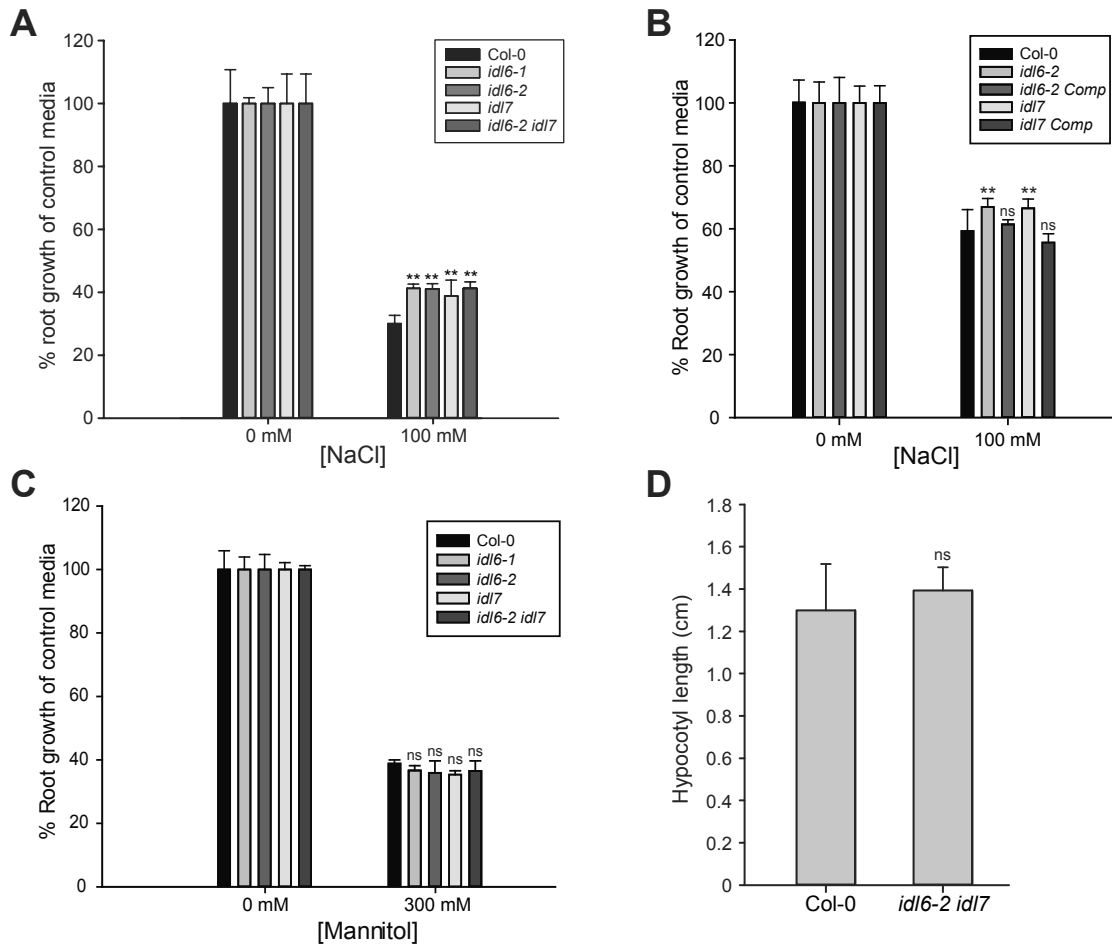 A
% root growth of control media
120
100
80
60
40
20
0
Col-0
idl6-1
idl6-2
idl7
idl6-2 idl7
** ** ** **
0 mM 100 mM
[NaCl]
B
% Root growth of control media
120
100
80
60
40
20
0
Col-0
idl6-2
idl6-2 Comp
idl7
idl7 Comp
** ns ** ns
0 mM 100 mM
[NaCl]
C
% Root growth of control media
120
100
80
60
40
20
0
Col-0
idl6-1
idl6-2
idl7
idl6-2 idl7
ns ns ns ns
0 mM 300 mM
[Mannitol]
D
Hypocotyl length (cm)
1.8
1.6
1.4
1.2
1.0
0.8
0.6
0.4
0.2
0
ns
Col-0 idl6-2 idl7